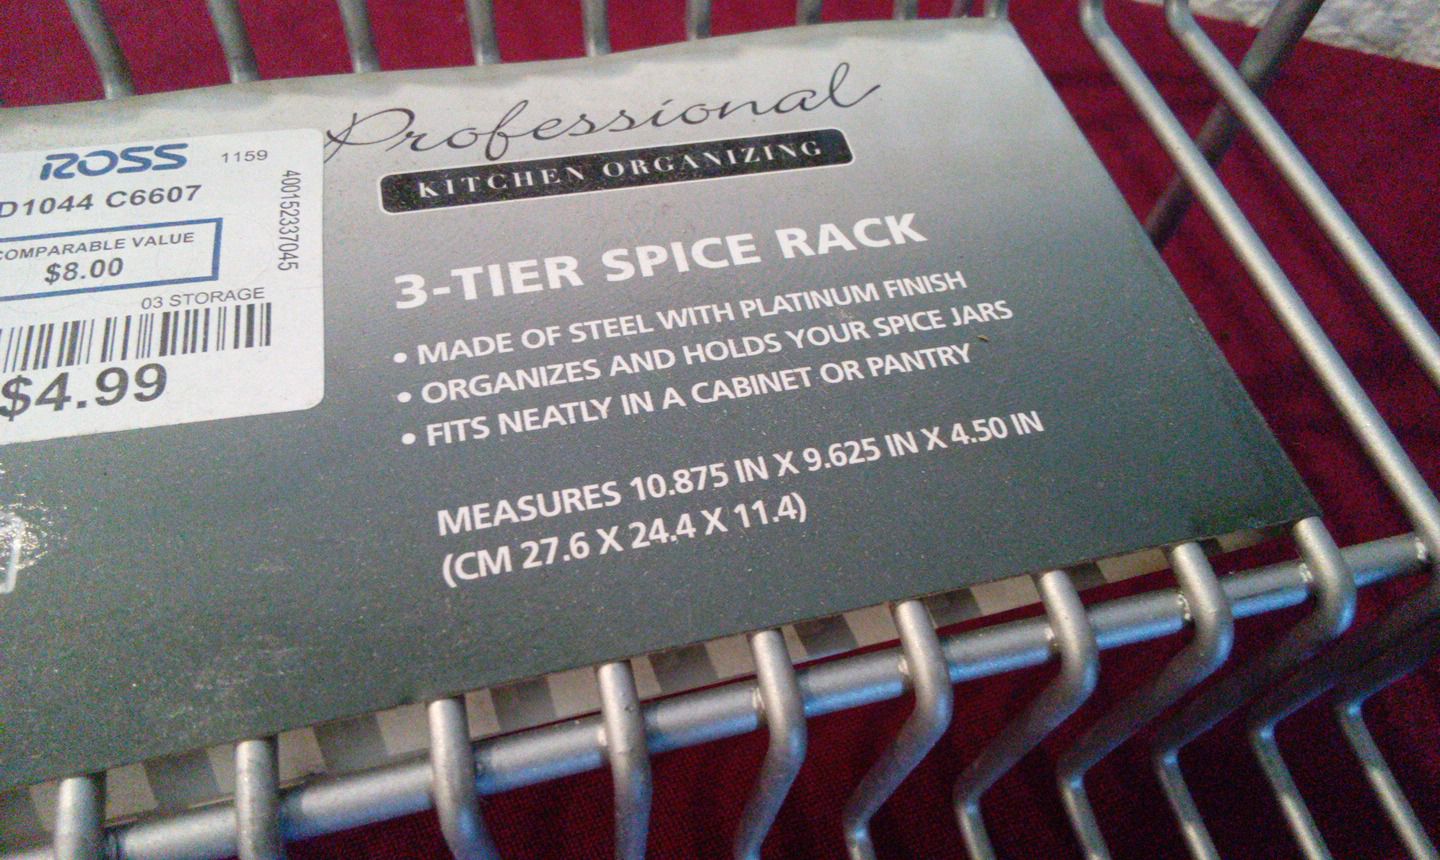 Professional
KITCHEN ORGANIZING
3-TIER SPICE RACK
• MADE OF STEEL WITH PLATINUM FINISH
• ORGANIZES AND HOLDS YOUR SPICE JARS
• FITS NEATLY IN A CABINET OR PANTRY
MEASURES 10.875 IN X 9.625 IN X 4.50 IN
(CM 27.6 X 24.4 X 11.4)
ROSS 1159
D1044 C6607
COMPARABLE VALUE
$8.00
03 STORAGE
$4.99
400152337045